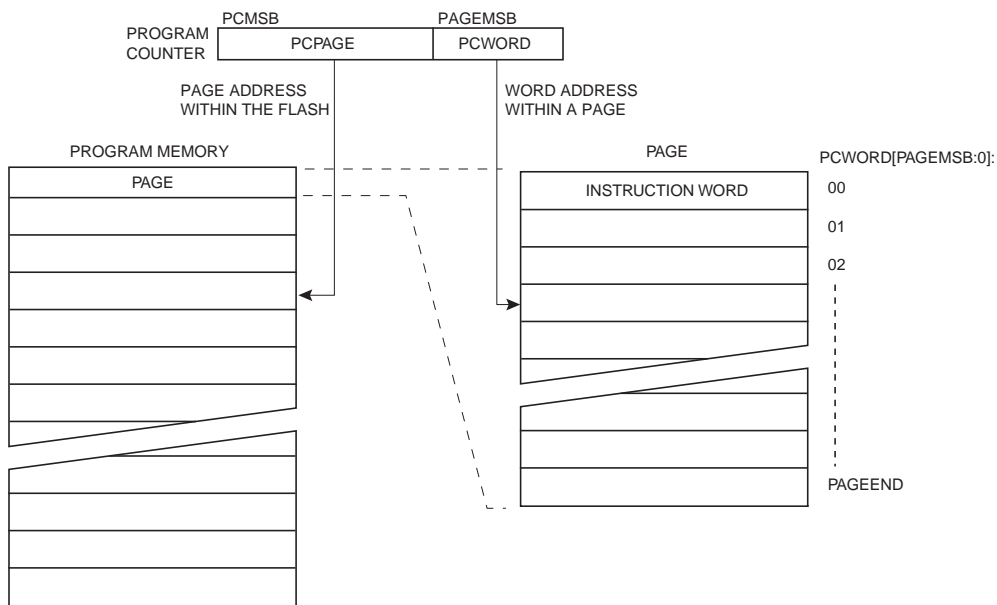 PCMSB PAGEMSB
PROGRAM
COUNTER
PCPAGE PCWORD
PAGE ADDRESS
WITHIN THE FLASH
WORD ADDRESS
WITHIN A PAGE
PROGRAM MEMORY
PAGE
PAGE
INSTRUCTION WORD
PCWORD[PAGEMSB:0]:
00
01
02
PAGEEND